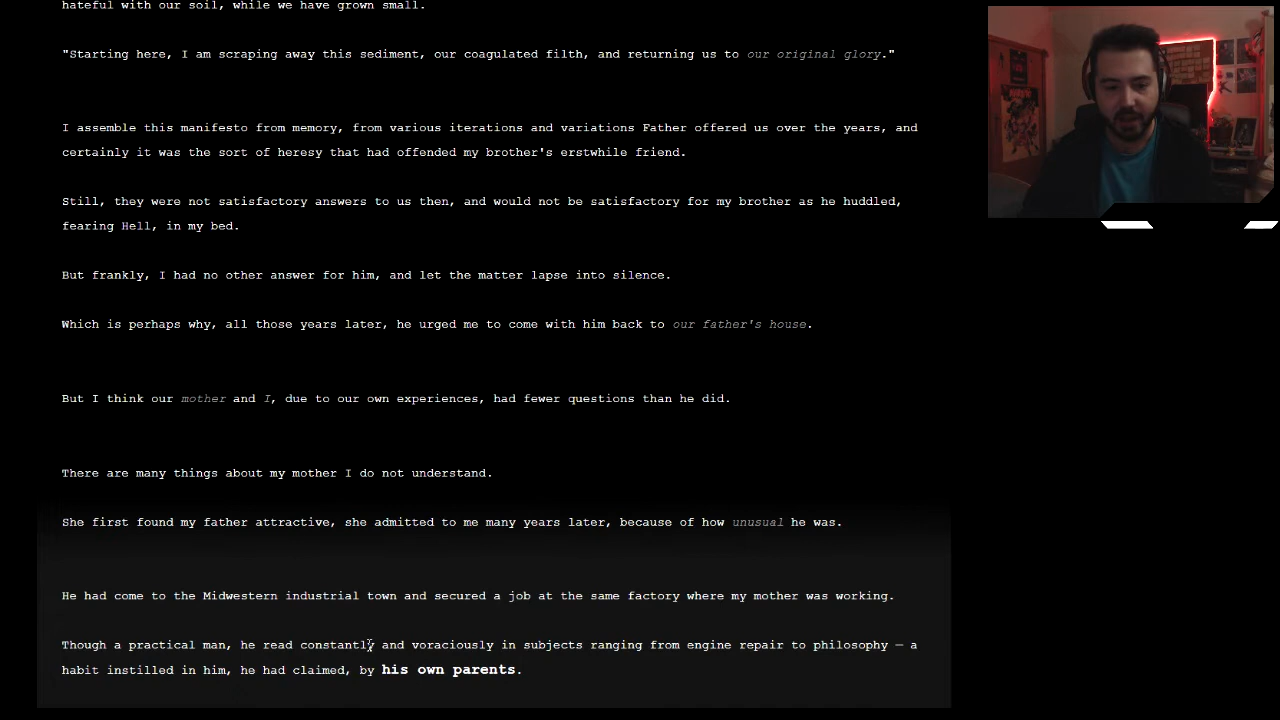 hateful with our soil, while we have grown small.
"Starting here, I am scraping away this sediment, our coagulated filth, and returning us to our original glory."
I assemble this manifesto from memory, from various iterations and variations Father offered us over the years, and
certainly it was the sort of heresy that had offended my brother's erstwhile friend.
Still, they were not satisfactory answers to us then, and would not be satisfactory for my brother as he huddled,
fearing Hell, in my bed.
But frankly, I had no other answer for him, and let the matter lapse into silence.
Which is perhaps why, all those years later, he urged me to come with him back to our father's house.
But I think our mother and I, due to our own experiences, had fewer questions than he did.
There are many things about my mother I do not understand.
She first found my father attractive, she admitted to me many years later, because of how unusual he was.
He had come to the Midwestern industrial town and secured a job at the same factory where my mother was working.
Though a practical man, he read constantly and voraciously in subjects ranging from engine repair to philosophy — a
habit instilled in him, he had claimed, by his own parents.